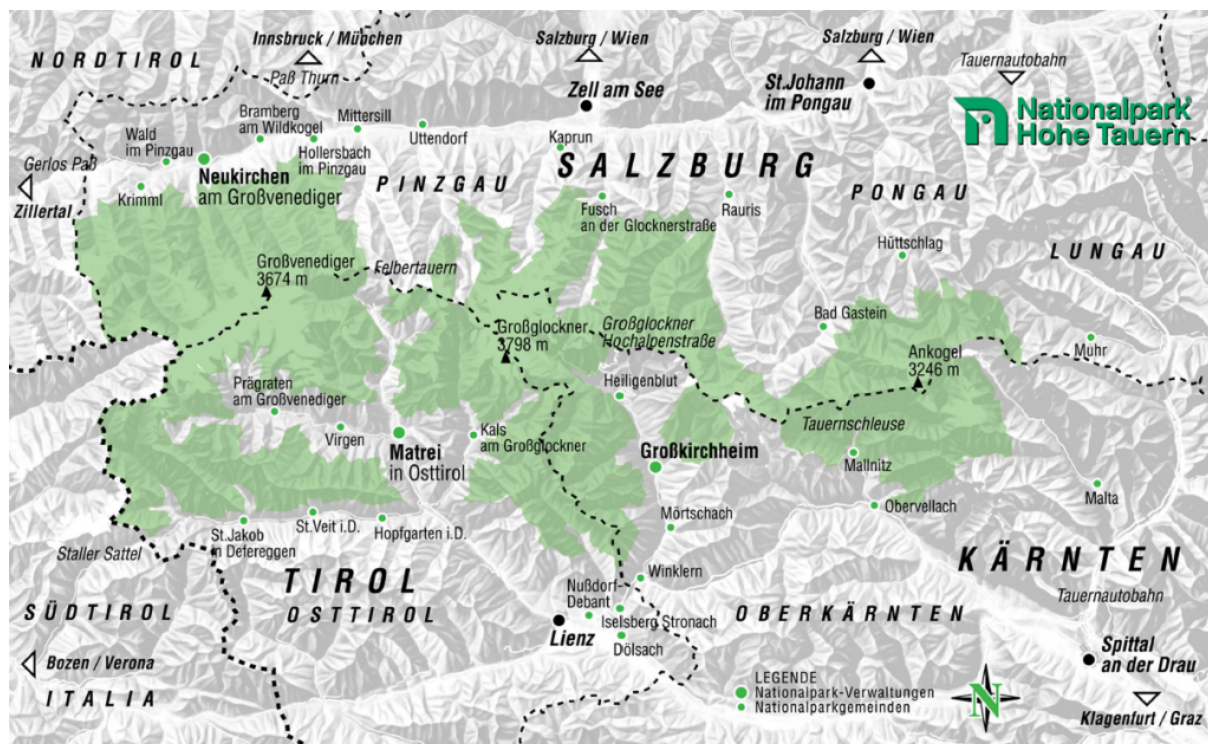 NORDTIROL
Innsbruck / München
Paß Thurn
Salzburg / Wien
Zell am See
Salzburg / Wien
St.Johann
im Pongau
Tauernautobahn
Nationalpark
Hohe Tauern
Bramberg
am Wildkogel
Mittersill
Uttendorf
Kaprun
Wald
im Pinzgau
Hollersbach
im Pinzgau
Gerlos Paß
Zillertal
Krimml
Neukirchen
am Großvenediger
PINZGAU
SALZBURG
PONGAU
LUNGAU
Fusch
an der Glocknerstraße
Rauris
Hüttschlag
Großvenediger
3674 m
Felbertauern
Großglockner
3798 m
Großglockner
Hochalpenstraße
Bad Gastein
Ankogel
3246 m
Muhr
Prägraten
am Großvenediger
Heiligenblut
Virgen
Matrei
in Osttirol
Kals
am Großglockner
Großkirchheim
Tauernschleuse
Mallnitz
Malta
Obervellach
Mörtschach
St.Jakob
in Defereggen
St.Veit i.D.
Hopfgarten i.D.
Staller Sattel
TIROL
OSTTIROL
SÜDTIROL
Bozen / Verona
ITALIA
Winklern
Nußdorf-
Debant
Iselsberg Stronach
Lienz
Dölsach
KÄRNTEN
OBERKÄRNTEN
Tauernautobahn
Spittal
an der Drau
Klagenfurt / Graz
LEGENDE
Nationalpark-Verwaltungen
Nationalparkgemeinden
N